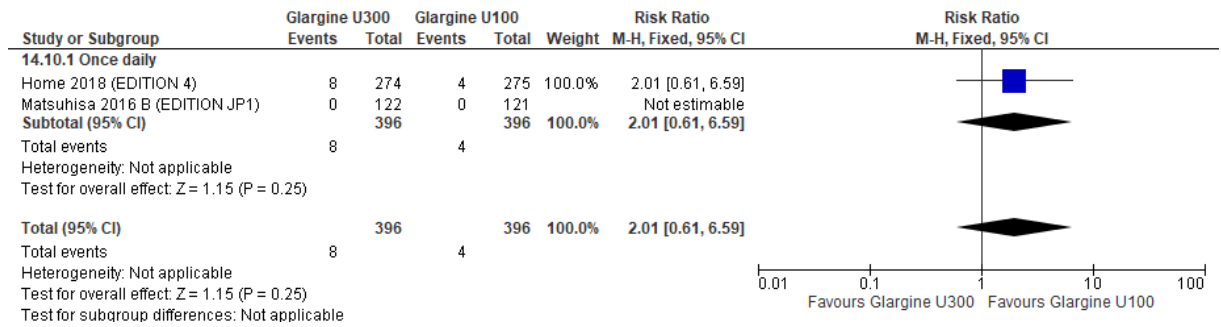 Glargine U300 Glargine U100 Risk Ratio Risk Ratio
Study or Subgroup Events Total Events Total Weight M-H, Fixed, 95% CI M-H, Fixed, 95% CI
14.10.1 Once daily
Home 2018 (EDITION 4) 8 274 4 275 100.0% 2.01 [0.61, 6.59]
Matsuhisa 2016 B (EDITION JP1) 0 122 0 121 Not estimable
Subtotal (95% CI) 396 396 100.0% 2.01 [0.61, 6.59]
Total events 8 4
Heterogeneity: Not applicable
Test for overall effect: Z = 1.15 (P = 0.25)
Total (95% CI) 396 396 100.0% 2.01 [0.61, 6.59]
Total events 8 4
Heterogeneity: Not applicable
Test for overall effect: Z = 1.15 (P = 0.25)
Test for subgroup differences: Not applicable
0.01 0.1 1 10 100
Favours Glargine U300 Favours Glargine U100